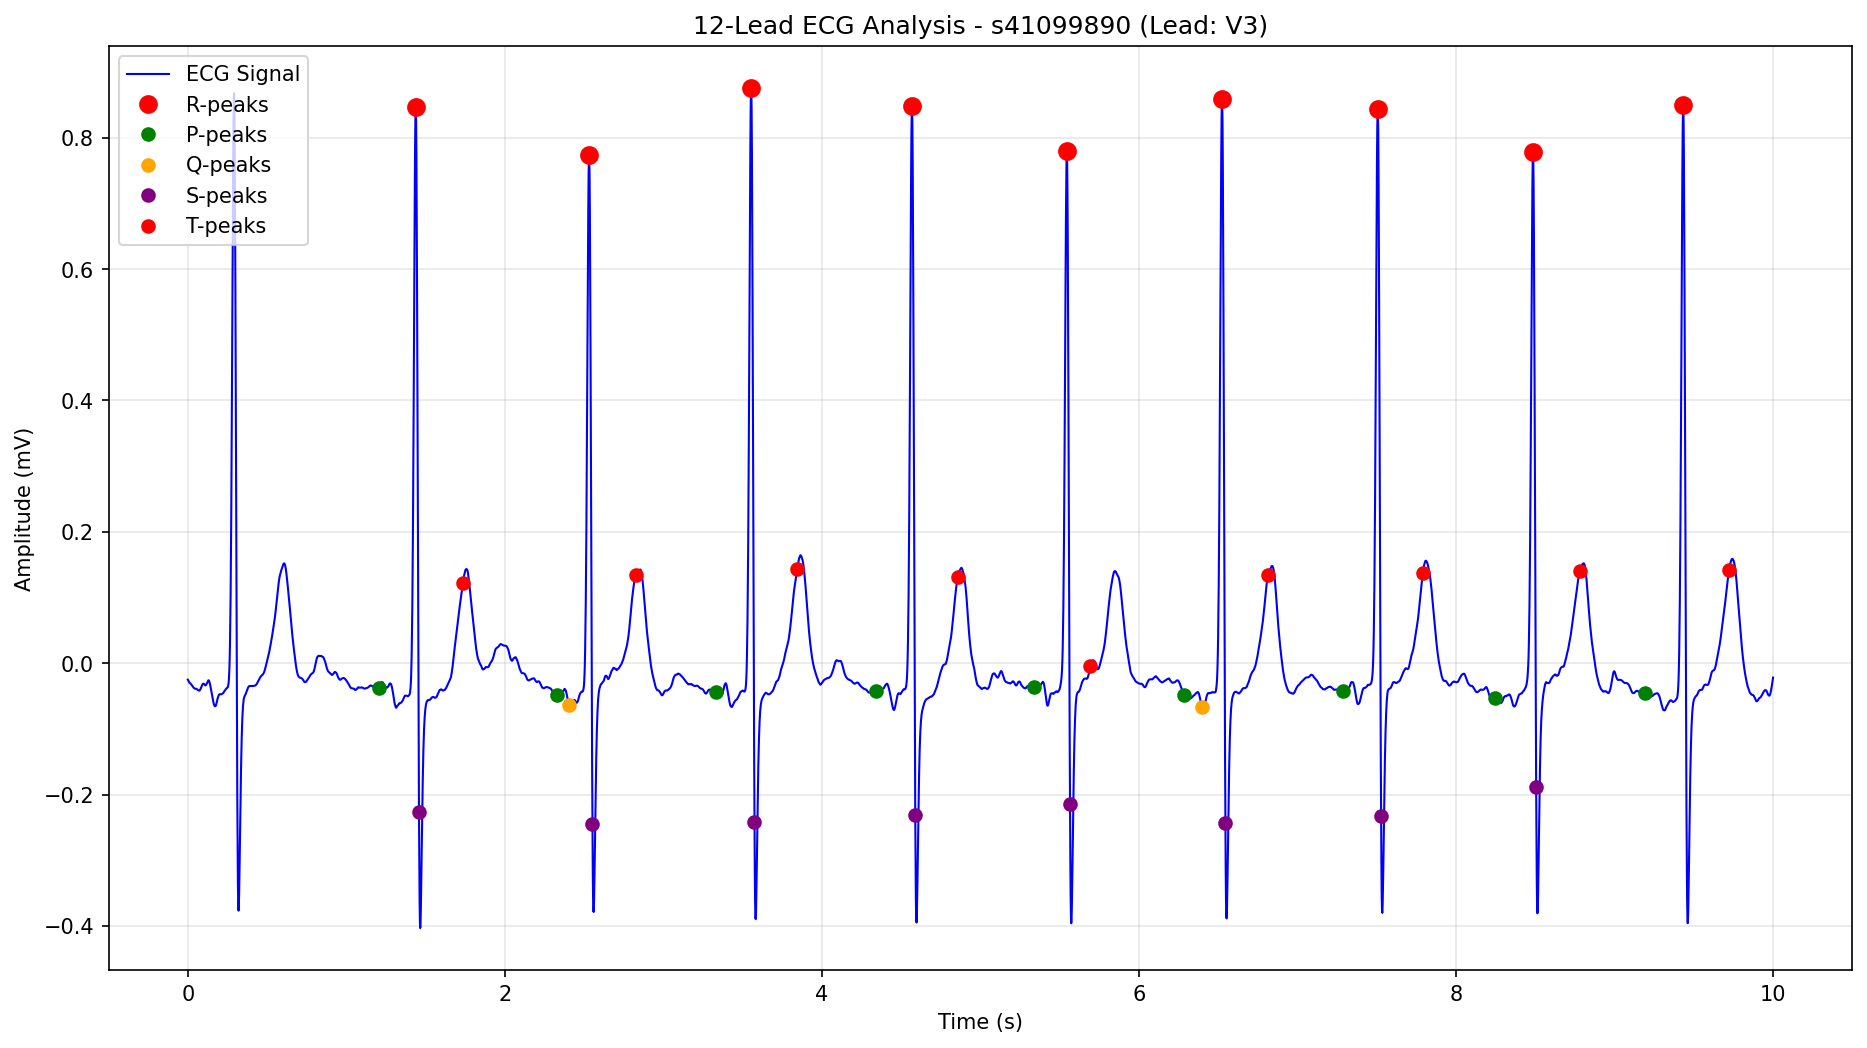 12-Lead ECG Analysis - s41099890 (Lead: V3)
ECG Signal
R-peaks
P-peaks
Q-peaks
S-peaks
T-peaks
Amplitude (mV)
0.8
0.6
0.4
0.2
0.0
−0.2
−0.4
0 2 4 6 8 10
Time (s)